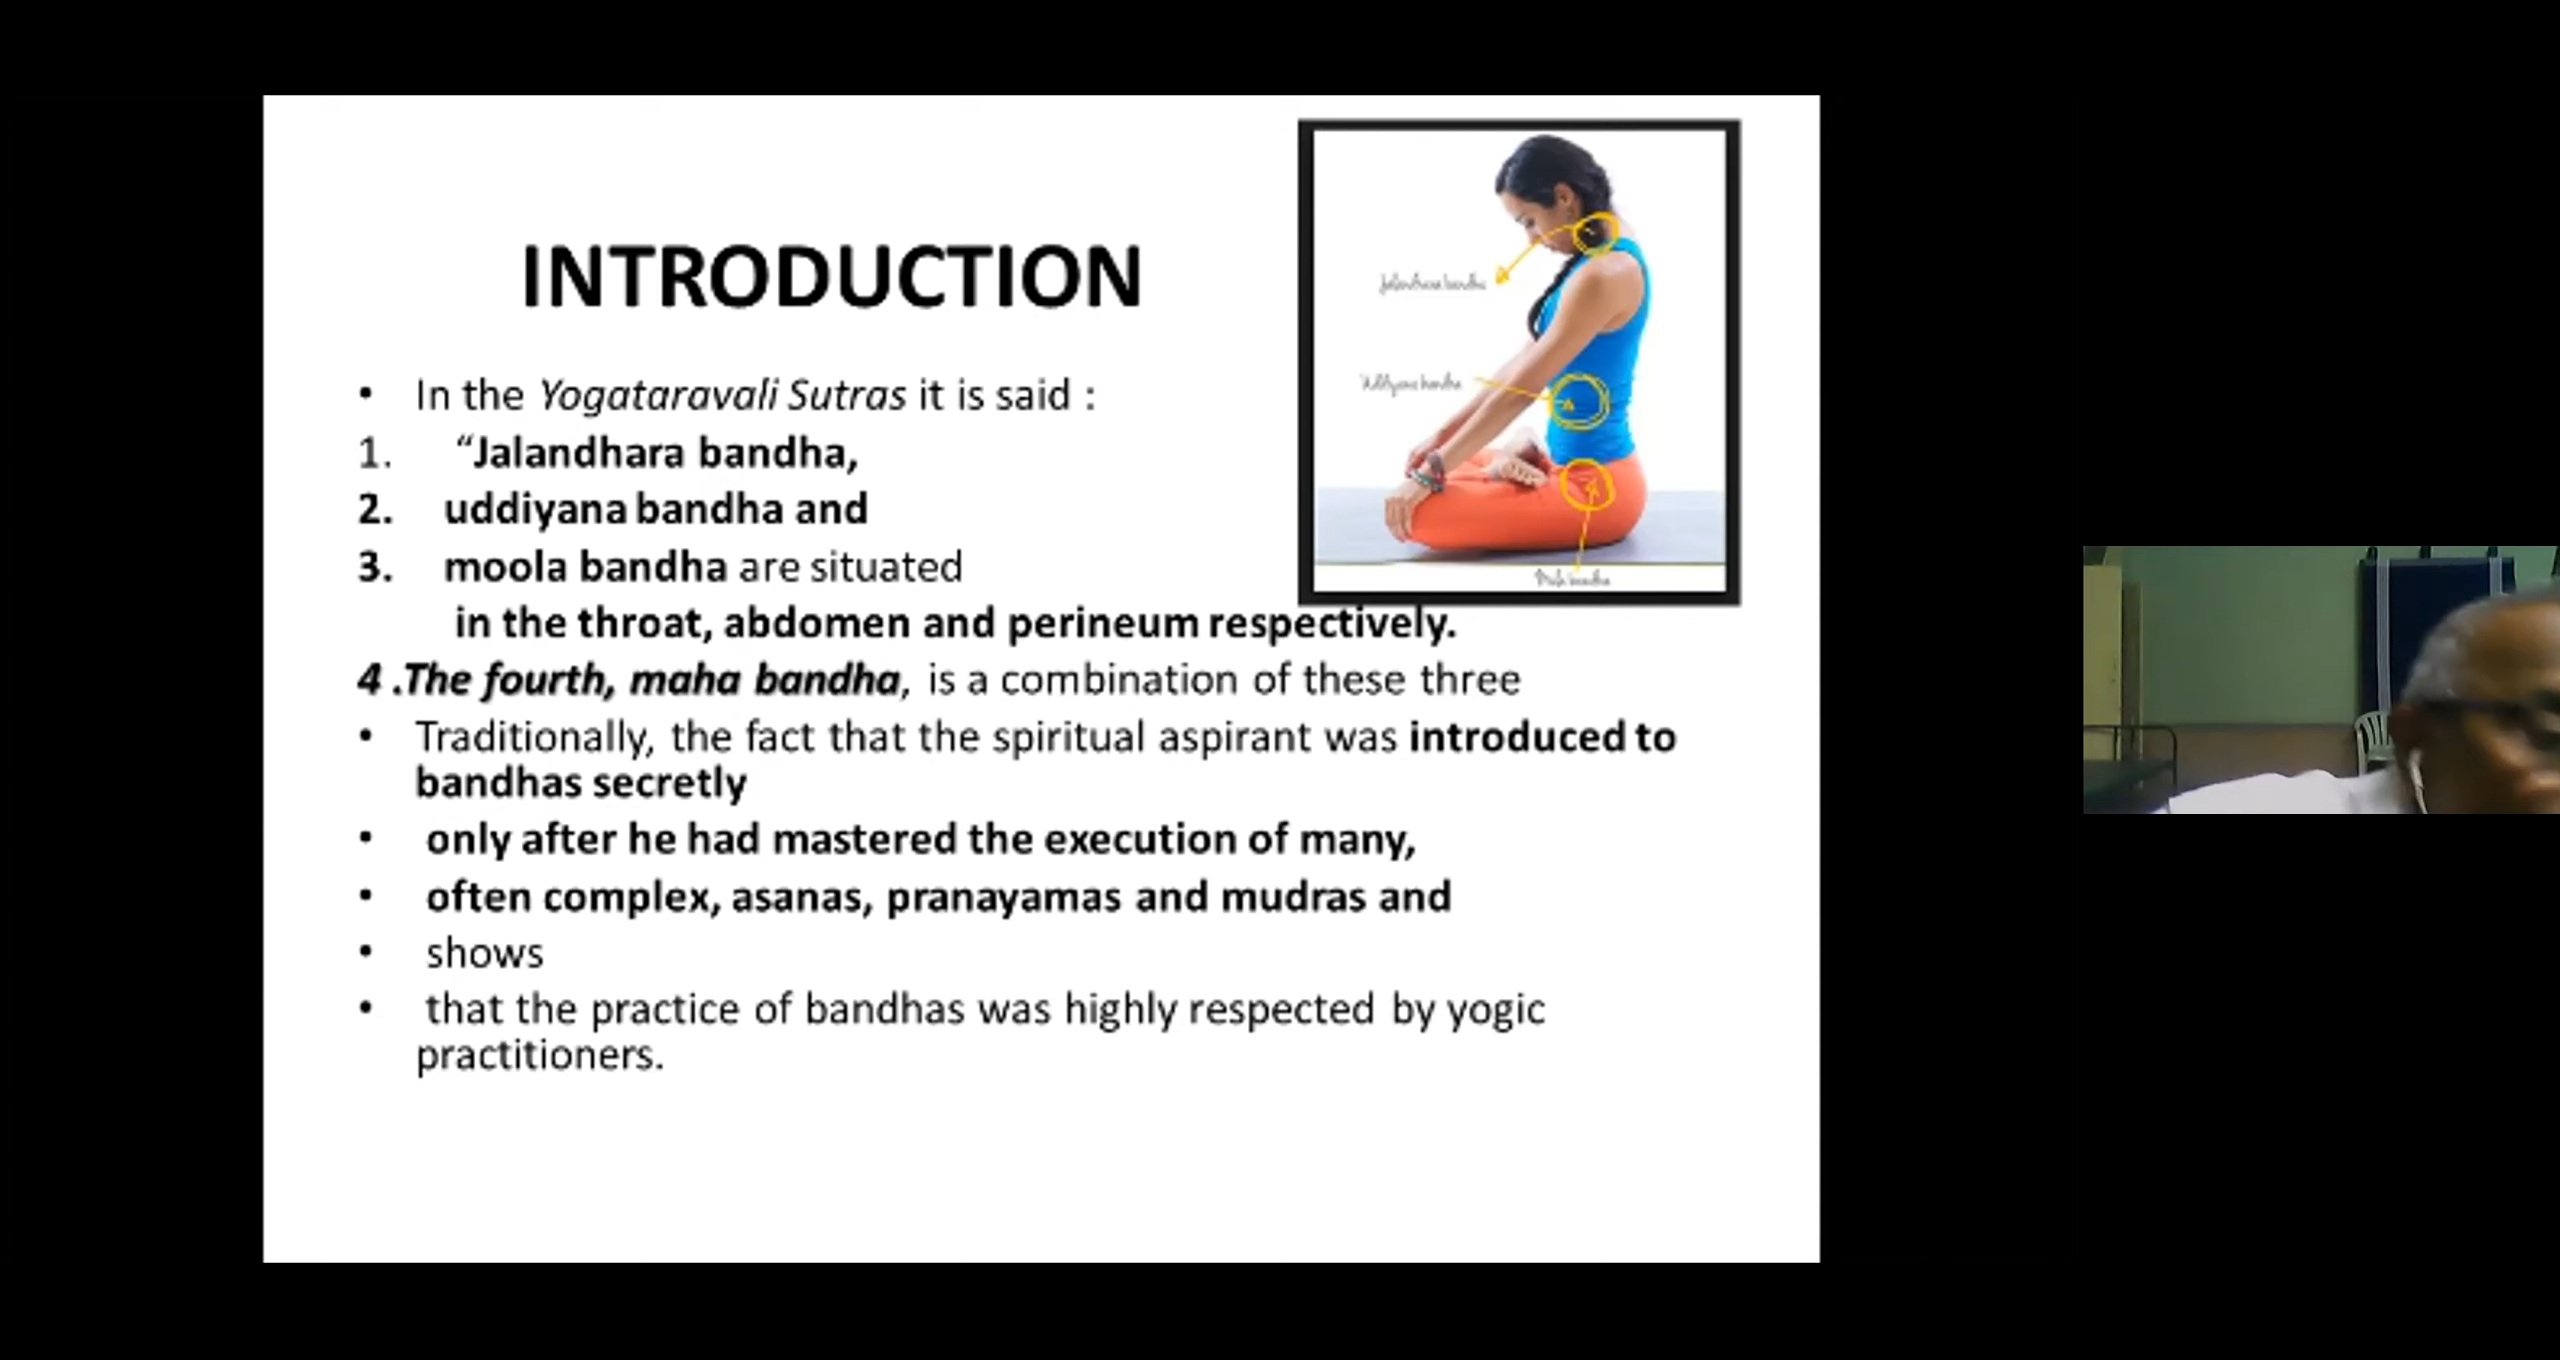 INTRODUCTION
• In the Yogataravali Sutras it is said :
1. “Jalandhara bandha,
2. uddiyana bandha and
3. moola bandha are situated
in the throat, abdomen and perineum respectively.
4 .The fourth, maha bandha, is a combination of these three
• Traditionally, the fact that the spiritual aspirant was introduced to
bandhas secretly
• only after he had mastered the execution of many,
• often complex, asanas, pranayamas and mudras and
• shows
• that the practice of bandhas was highly respected by yogic
practitioners.
Jalandhara bandha
bandha
bandha